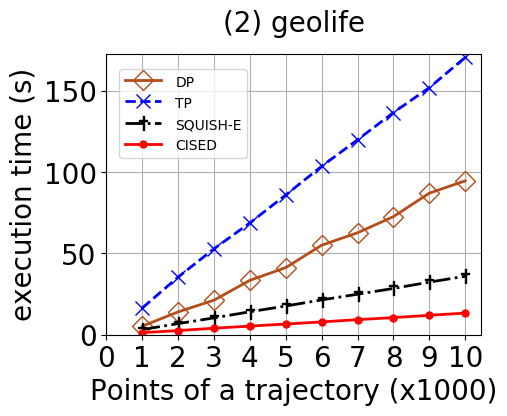 (2) geolife
execution time (s)
150
100
50
0
DP
TP
SQUISH-E
CISED
0 1 2 3 4 5 6 7 8 9 10
Points of a trajectory (x1000)